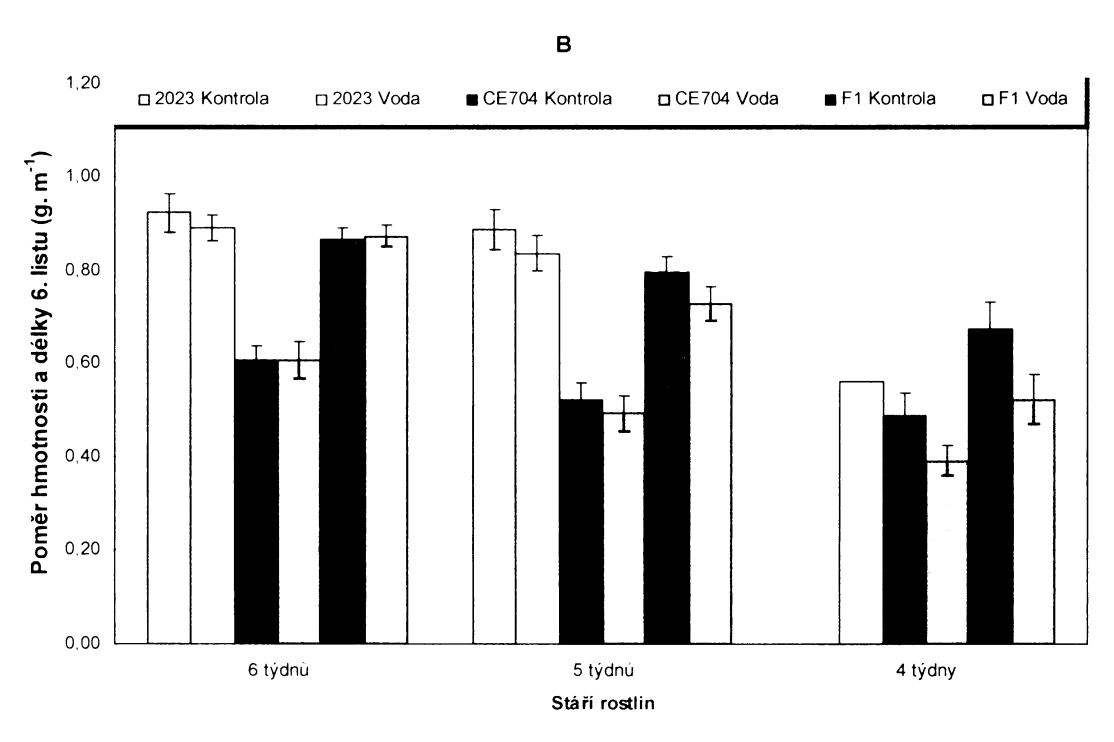 B
1,20
□ 2023 Kontrola □ 2023 Voda ■ CE704 Kontrola □ CE704 Voda ■ F1 Kontrola □ F1 Voda
1,00
0,80
0,60
0,40
0,20
0,00
Poměr hmotnosti a délky 6. listu (g. m⁻¹)
6 týdnů 5 týdnů 4 týdny
Stáří rostlin